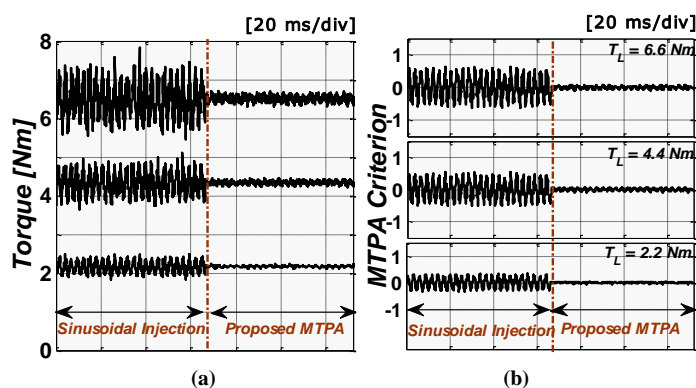 [20 ms/div]
8
6
4
2
0
Torque [Nm]
Sinusoidal Injection
Proposed MTPA
(a)
[20 ms/div]
MTPA Criterion
1
0
-1
T_L = 6.6 Nm
1
0
-1
T_L = 4.4 Nm
1
0
-1
T_L = 2.2 Nm
Sinusoidal Injection
Proposed MTPA
(b)